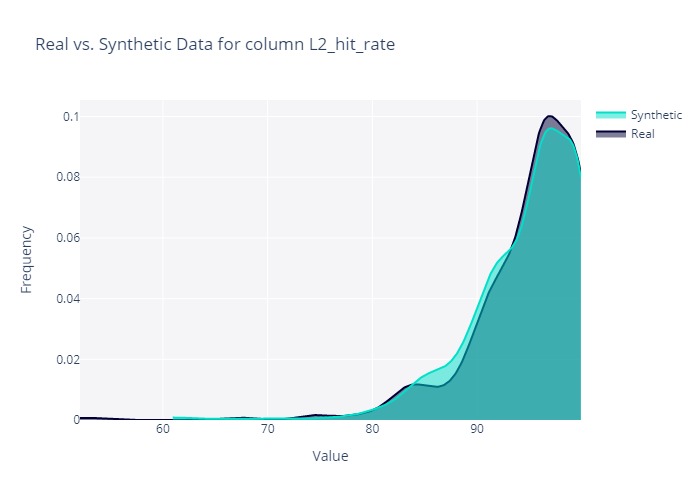 Real vs. Synthetic Data for column L2_hit_rate
Synthetic
Real
0.1
0.08
0.06
0.04
0.02
0
60
70
80
90
Frequency
Value